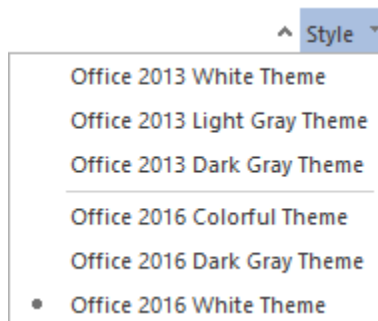 Style
Office 2013 White Theme
Office 2013 Light Gray Theme
Office 2013 Dark Gray Theme
Office 2016 Colorful Theme
Office 2016 Dark Gray Theme
Office 2016 White Theme